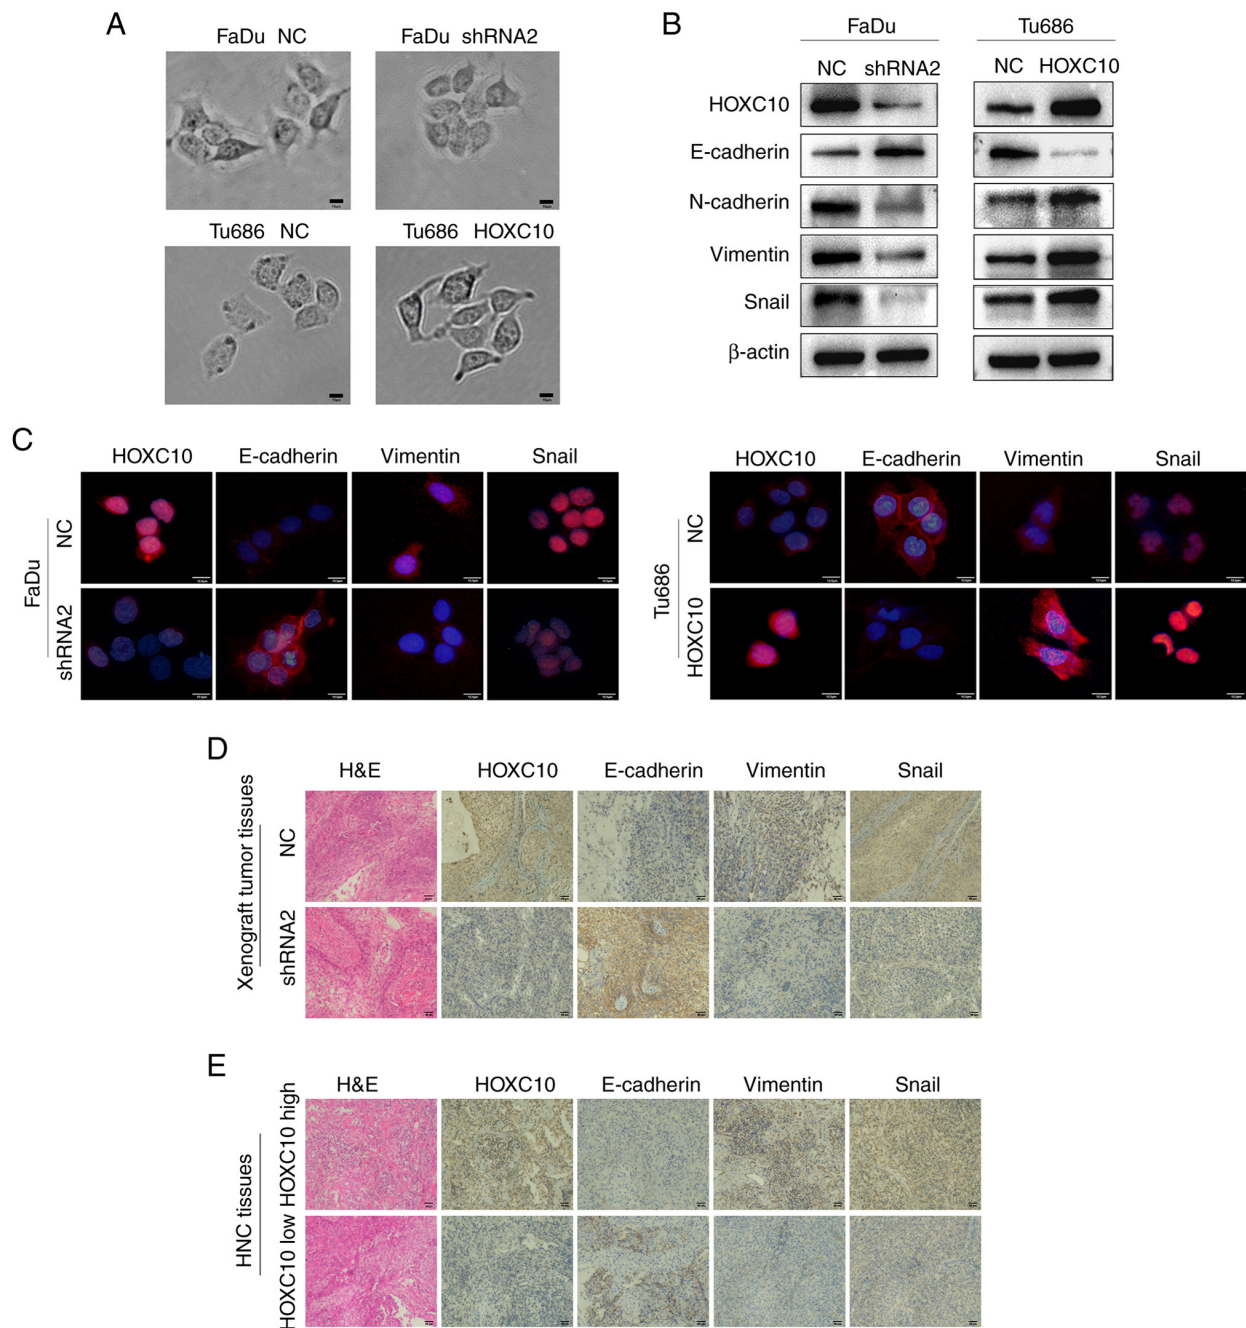 A
FaDu NC
FaDu shRNA2
Tu686 NC
Tu686 HOXC10
B
FaDu
Tu686
NC shRNA2
NC HOXC10
HOXC10
E-cadherin
N-cadherin
Vimentin
Snail
β-actin
C
HOXC10 E-cadherin Vimentin Snail
FaDu
NC
shRNA2
HOXC10 E-cadherin Vimentin Snail
Tu686
NC
HOXC10
D
H&E HOXC10 E-cadherin Vimentin Snail
Xenograft tumor tissues
NC
shRNA2
E
H&E HOXC10 E-cadherin Vimentin Snail
HNC tissues
HOXC10 high
HOXC10 low